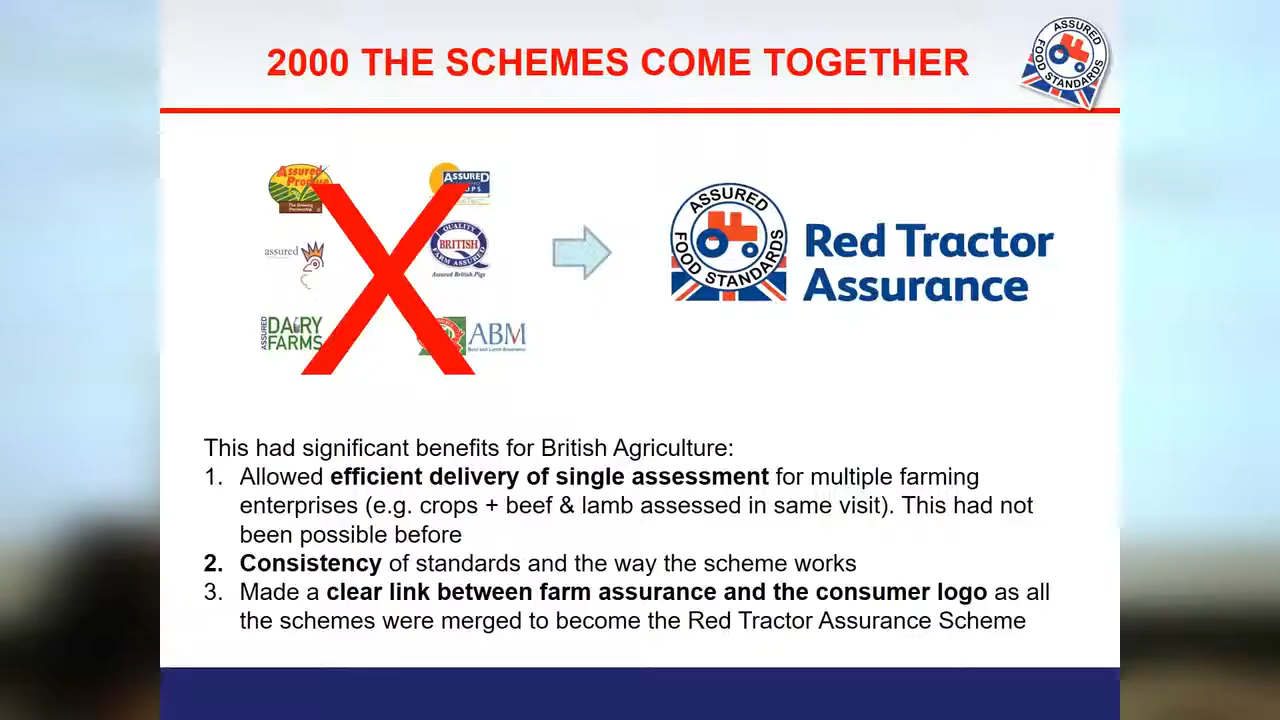 2000 THE SCHEMES COME TOGETHER
ASSURED
FOOD STANDARDS
Assured
Produce
ASSURED
assured
QUALITY
BRITISH
FARM ASSURED
Assured British Pigs
ASSURED
DAIRY
FARMS
ABM
ASSURED
FOOD STANDARDS
Red Tractor
Assurance
This had significant benefits for British Agriculture:
1. Allowed efficient delivery of single assessment for multiple farming
enterprises (e.g. crops + beef & lamb assessed in same visit). This had not
been possible before
2. Consistency of standards and the way the scheme works
3. Made a clear link between farm assurance and the consumer logo as all
the schemes were merged to become the Red Tractor Assurance Scheme